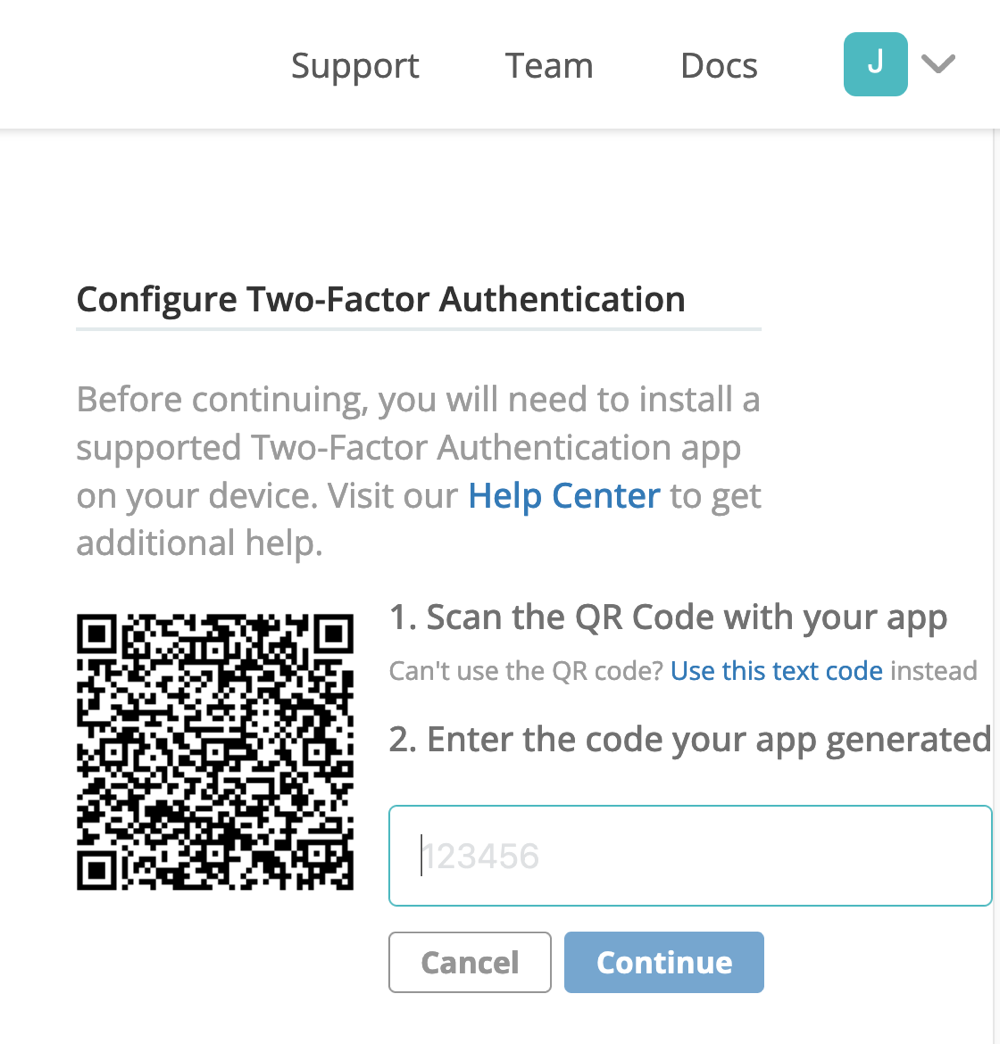 Support Team Docs J
Configure Two-Factor Authentication
Before continuing, you will need to install a
supported Two-Factor Authentication app
on your device. Visit our Help Center to get
additional help.
1. Scan the QR Code with your app
Can't use the QR code? Use this text code instead
2. Enter the code your app generated
123456
Cancel Continue